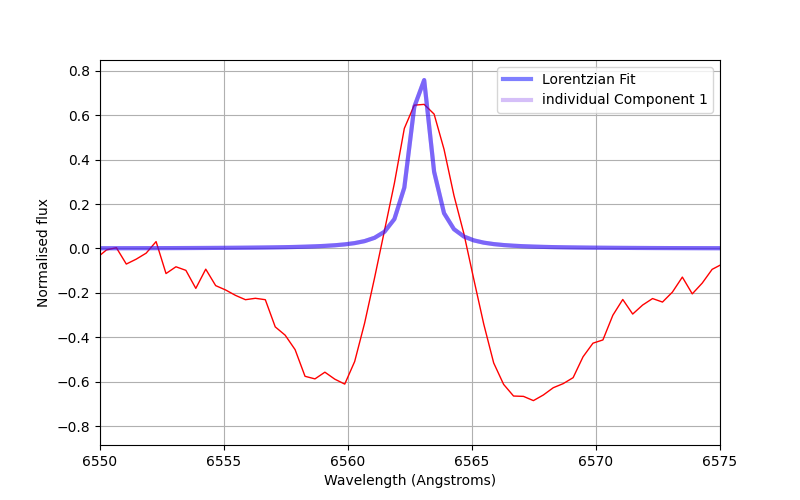 0.8
0.6
0.4
0.2
0.0
−0.2
−0.4
−0.6
−0.8
Normalised flux
Lorentzian Fit
individual Component 1
6550 6555 6560 6565 6570 6575
Wavelength (Angstroms)